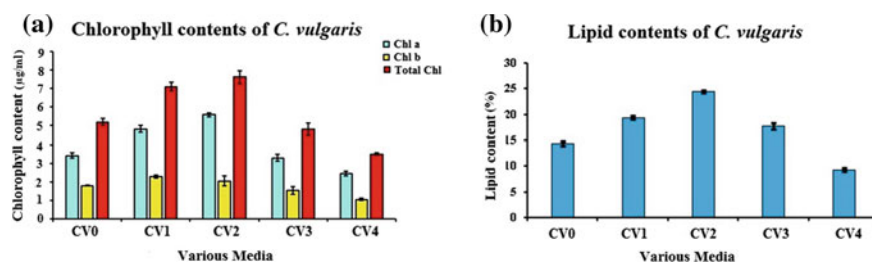 (a) Chlorophyll contents of C. vulgaris
Chl a
Chl b
Total Chl
Chlorophyll content (µg/ml)
9
8
7
6
5
4
3
2
1
0
CV0 CV1 CV2 CV3 CV4
Various Media
(b) Lipid contents of C. vulgaris
Lipid content (%)
30
25
20
15
10
5
0
CV0 CV1 CV2 CV3 CV4
Various Media